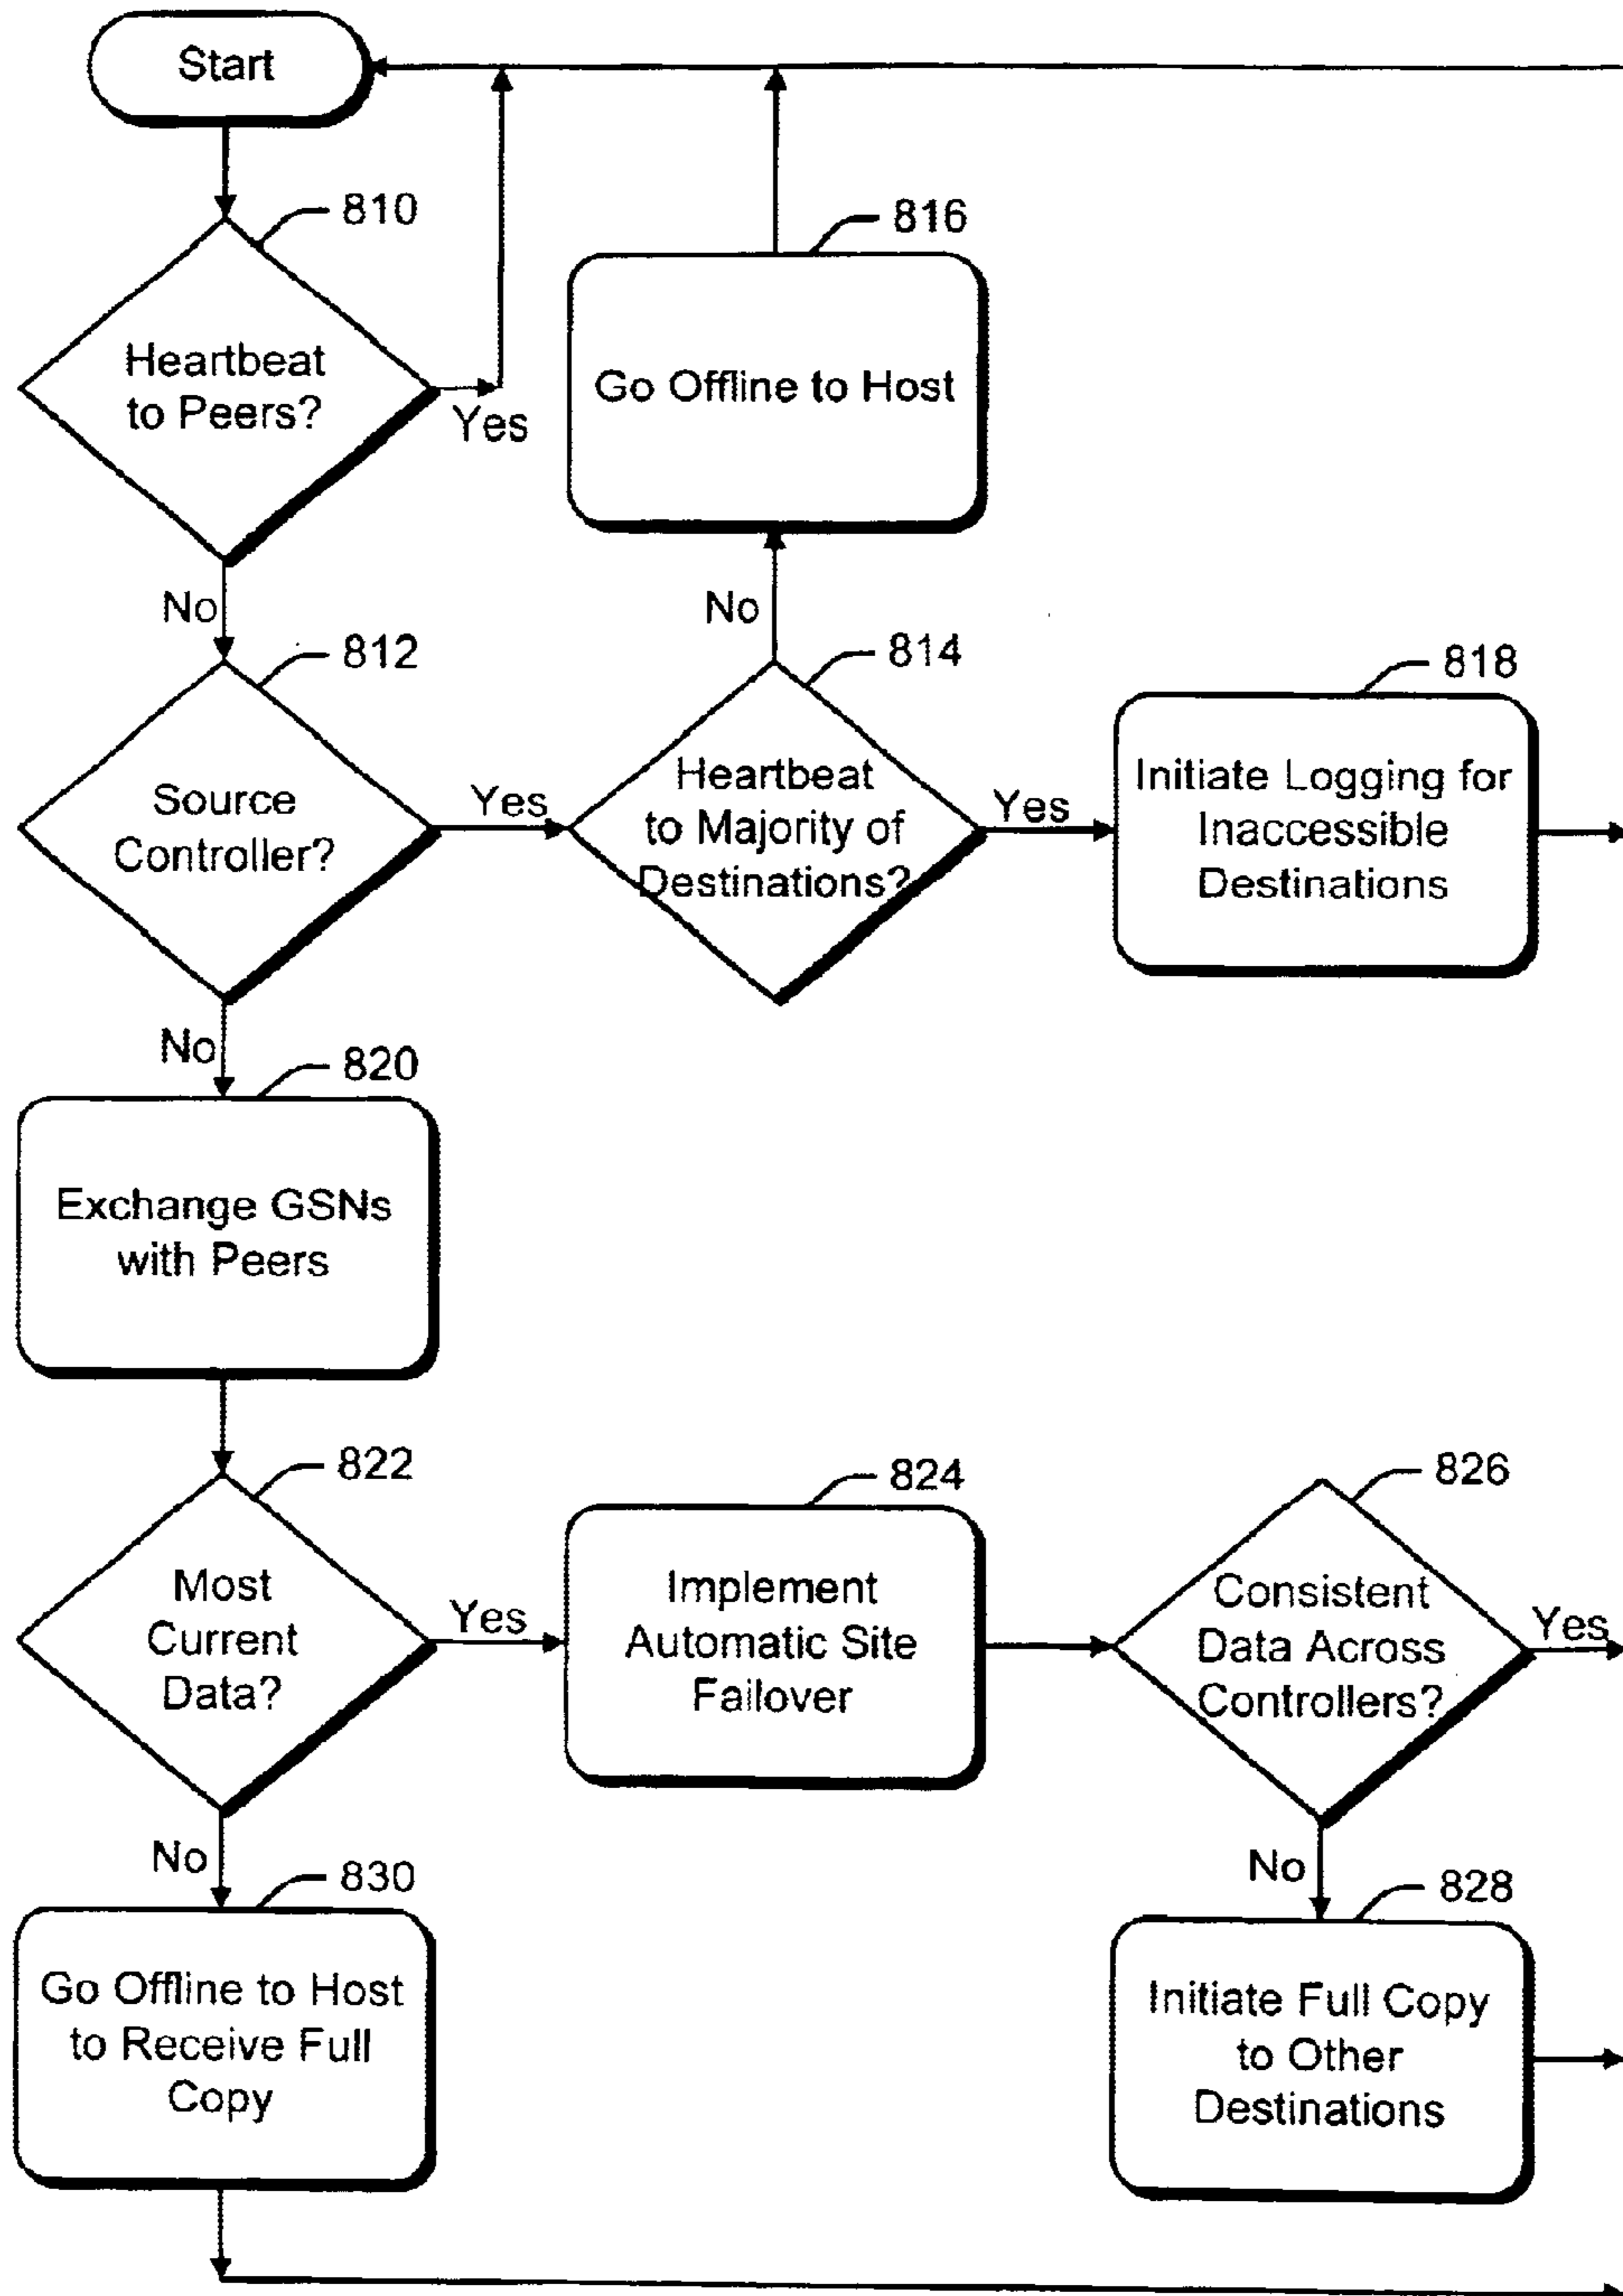 Start
810
Heartbeat
to Peers?
Yes
No
816
Go Offline to Host
812
Source
Controller?
Yes
No
814
Heartbeat
to Majority of
Destinations?
No
Yes
818
Initiate Logging for
Inaccessible
Destinations
820
Exchange GSNs
with Peers
822
Most
Current
Data?
Yes
No
824
Implement
Automatic Site
Failover
826
Consistent
Data Across
Controllers?
Yes
No
830
Go Offline to Host
to Receive Full
Copy
828
Initiate Full Copy
to Other
Destinations